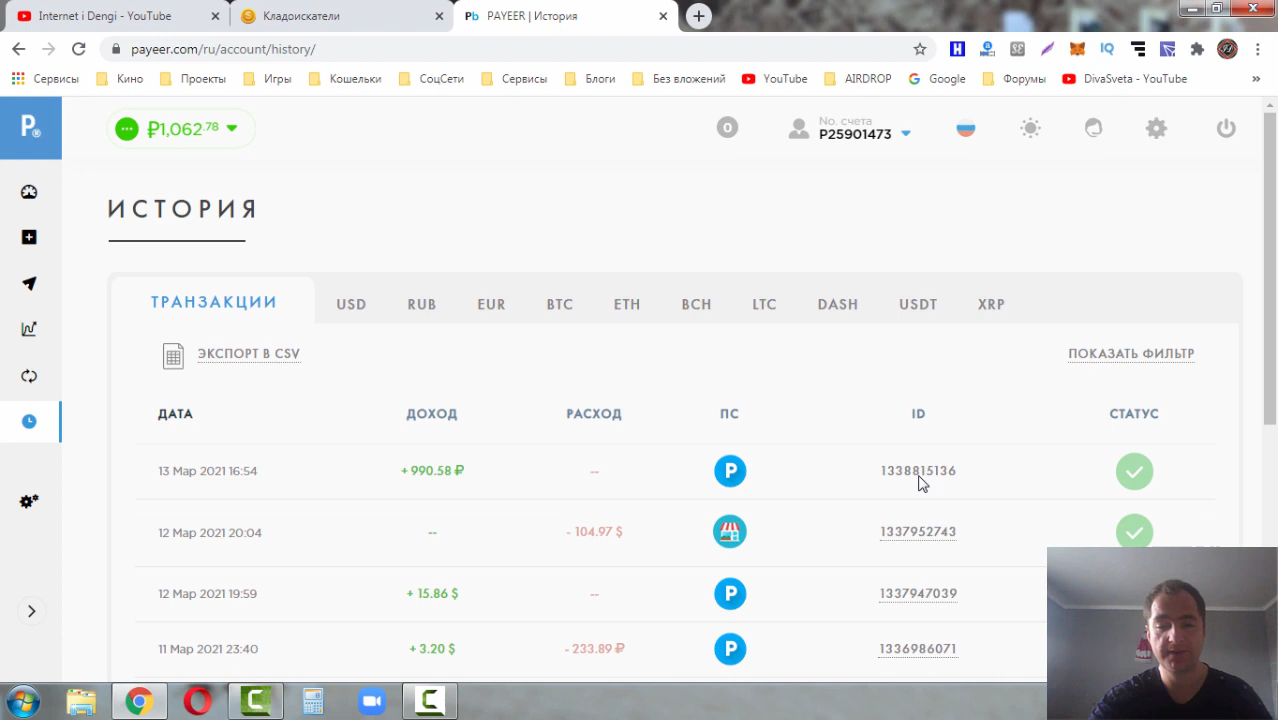 Internet i Dengi - YouTube
Кладоискатели
Pb PAYEER | История
payeer.com/ru/account/history/
Сервисы Кино Проекты Игры Кошельки СоцСети Сервисы Блоги Без вложений YouTube AIRDROP Google Форумы DivaSveta - YouTube »
P
₽1,062.78
0
No. счета
P25901473
ИСТОРИЯ
ТРАНЗАКЦИИ USD RUB EUR BTC ETH BCH LTC DASH USDT XRP
ЭКСПОРТ В CSV
ПОКАЗАТЬ ФИЛЬТР
ДАТА ДОХОД РАСХОД ПС ID СТАТУС
13 Мар 2021 16:54 + 990.58 ₽ -- P 1338815136
12 Мар 2021 20:04 -- - 104.97 $ 1337952743
12 Мар 2021 19:59 + 15.86 $ -- P 1337947039
11 Мар 2021 23:40 + 3.20 $ - 233.89 ₽ P 1336986071